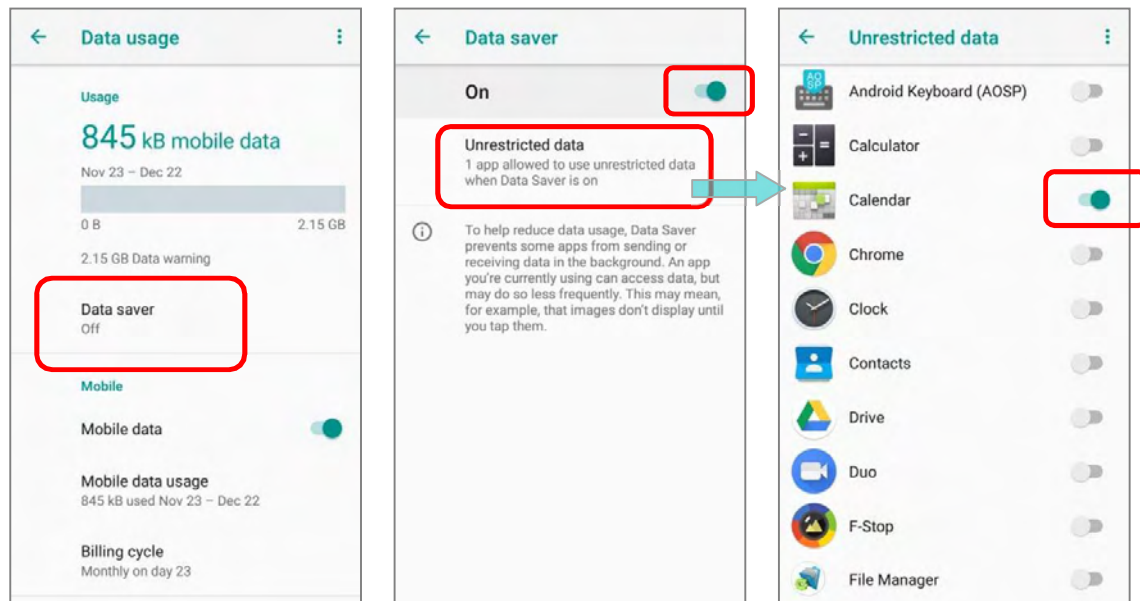 Data usage
Usage
845 kB mobile data
Nov 23 – Dec 22
0 B 2.15 GB
2.15 GB Data warning
Data saver
Off
Mobile
Mobile data
Mobile data usage
845 kB used Nov 23 – Dec 22
Billing cycle
Monthly on day 23
Data saver
On
Unrestricted data
1 app allowed to use unrestricted data
when Data Saver is on
To help reduce data usage, Data Saver
prevents some apps from sending or
receiving data in the background. An app
you're currently using can access data, but
may do so less frequently. This may mean,
for example, that images don't display until
you tap them.
Unrestricted data
Android Keyboard (AOSP)
Calculator
Calendar
Chrome
Clock
Contacts
Drive
Duo
F-Stop
File Manager